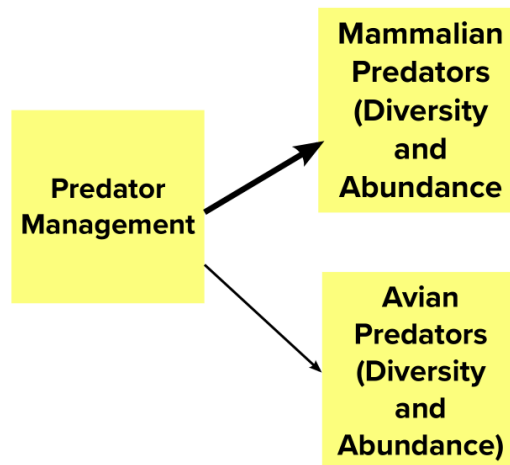 Predator
Management
Mammalian
Predators
(Diversity
and
Abundance
Avian
Predators
(Diversity
and
Abundance)